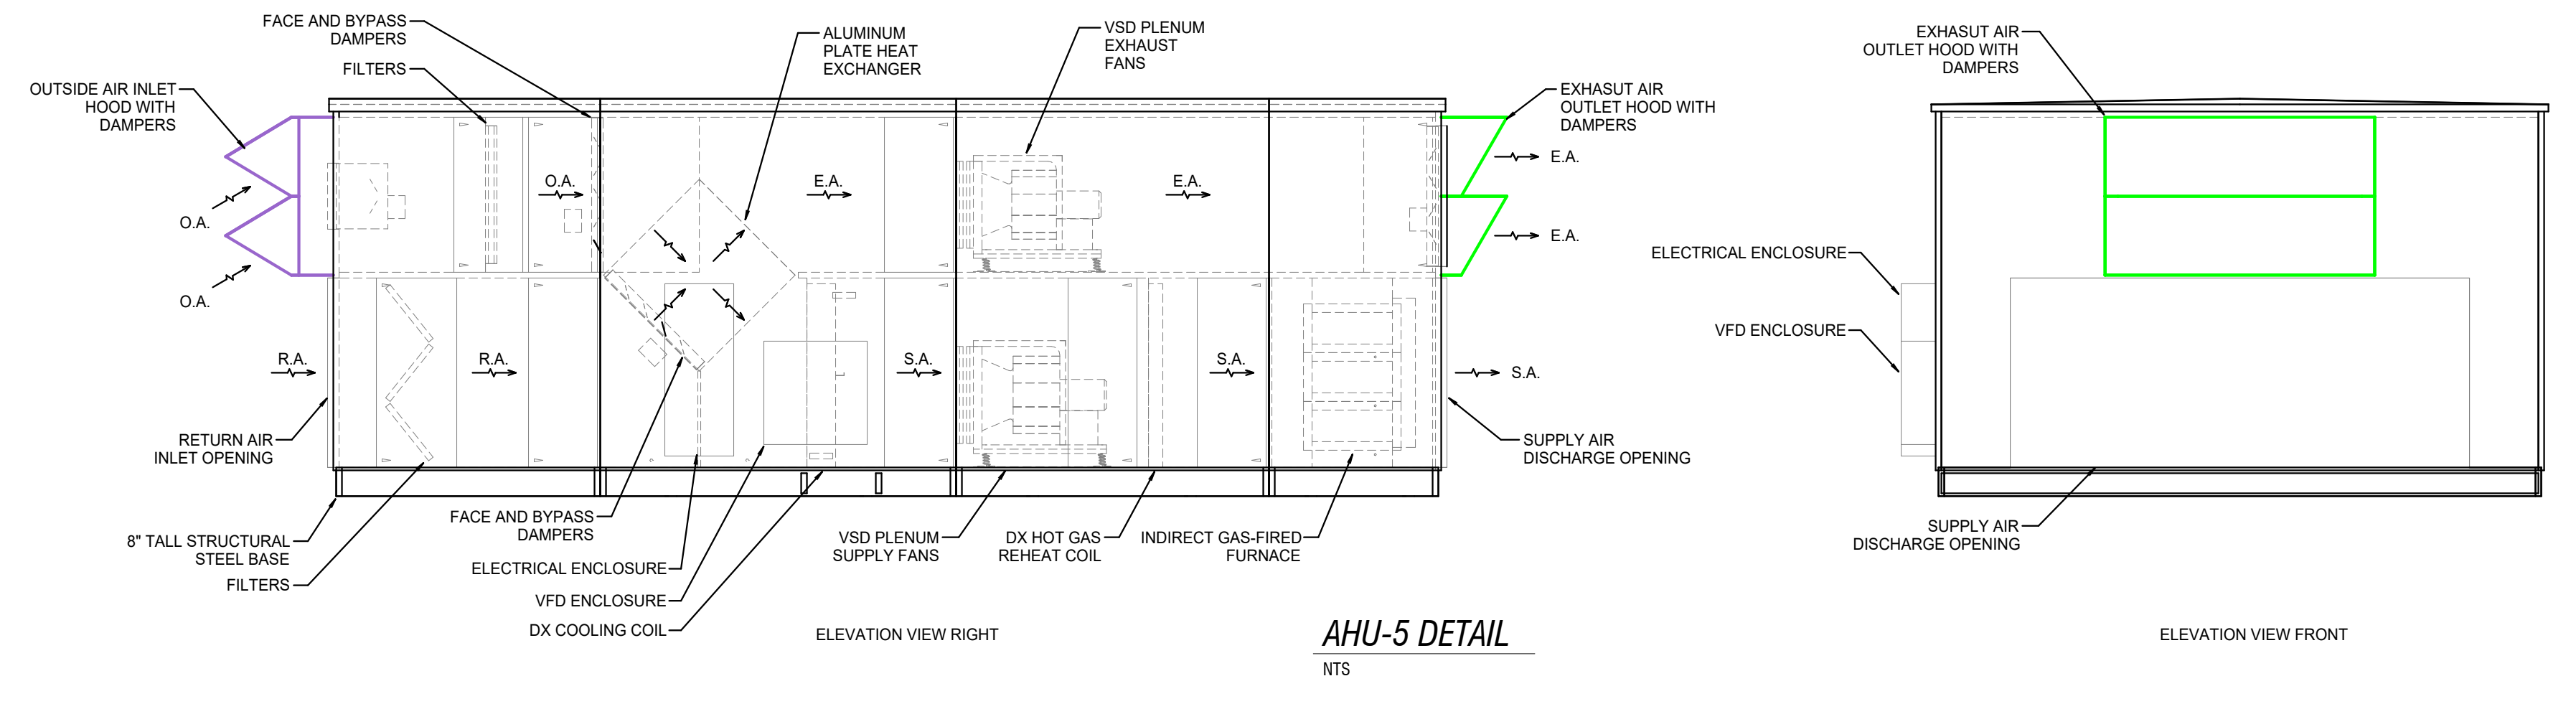 FACE AND BYPASS
DAMPERS
FILTERS
OUTSIDE AIR INLET
HOOD WITH
DAMPERS
ALUMINUM
PLATE HEAT
EXCHANGER
VSD PLENUM
EXHAUST
FANS
EXHASUT AIR
OUTLET HOOD WITH
DAMPERS
O.A.
O.A.
O.A.
E.A.
E.A.
E.A.
E.A.
R.A.
R.A.
S.A.
S.A.
S.A.
RETURN AIR
INLET OPENING
SUPPLY AIR
DISCHARGE OPENING
8" TALL STRUCTURAL
STEEL BASE
FILTERS
FACE AND BYPASS
DAMPERS
ELECTRICAL ENCLOSURE
VFD ENCLOSURE
DX COOLING COIL
VSD PLENUM
SUPPLY FANS
DX HOT GAS
REHEAT COIL
INDIRECT GAS-FIRED
FURNACE
ELEVATION VIEW RIGHT
AHU-5 DETAIL
NTS
EXHASUT AIR
OUTLET HOOD WITH
DAMPERS
ELECTRICAL ENCLOSURE
VFD ENCLOSURE
SUPPLY AIR
DISCHARGE OPENING
ELEVATION VIEW FRONT